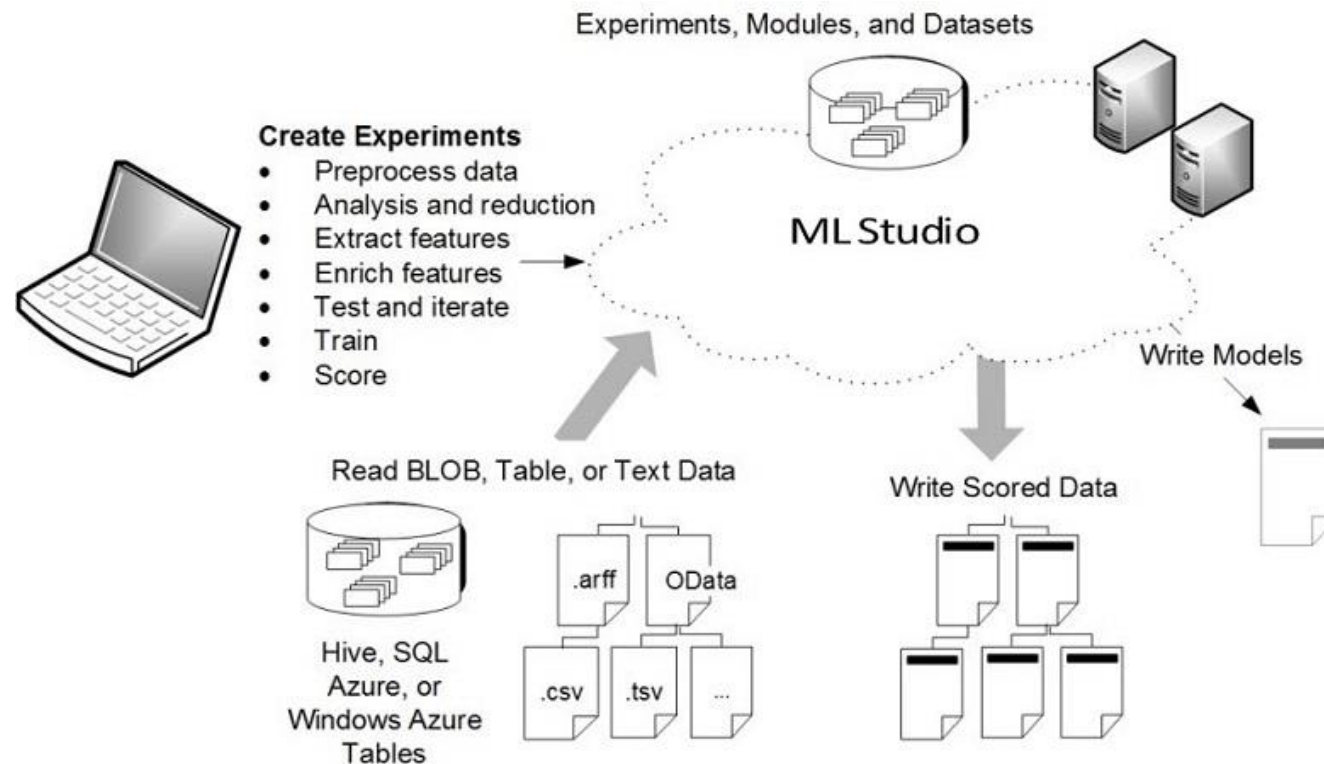 Experiments, Modules, and Datasets
Create Experiments
• Preprocess data
• Analysis and reduction
• Extract features
• Enrich features
• Test and iterate
• Train
• Score
ML Studio
Write Models
Read BLOB, Table, or Text Data
Write Scored Data
.arff
OData
.csv
.tsv
...
Hive, SQL
Azure, or
Windows Azure
Tables